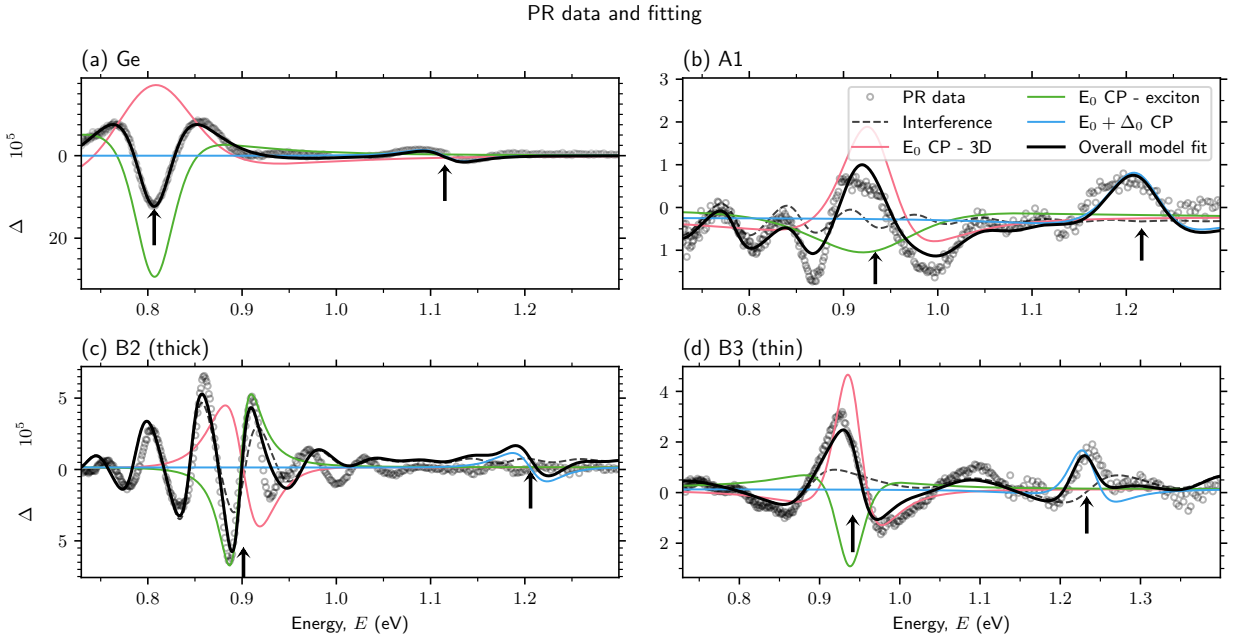 PR data and fitting
(a) Ge
(b) A1
Δ 10⁵
0
20
0.8 0.9 1.0 1.1 1.2
3
2
1
0
1
0.8 0.9 1.0 1.1 1.2
PR data
Interference
E₀ CP - 3D
E₀ CP - exciton
E₀ + Δ₀ CP
Overall model fit
(c) B2 (thick)
(d) B3 (thin)
Δ 10⁵
5
0
5
0.8 0.9 1.0 1.1 1.2
Energy, E (eV)
4
2
0
2
0.8 0.9 1.0 1.1 1.2 1.3
Energy, E (eV)